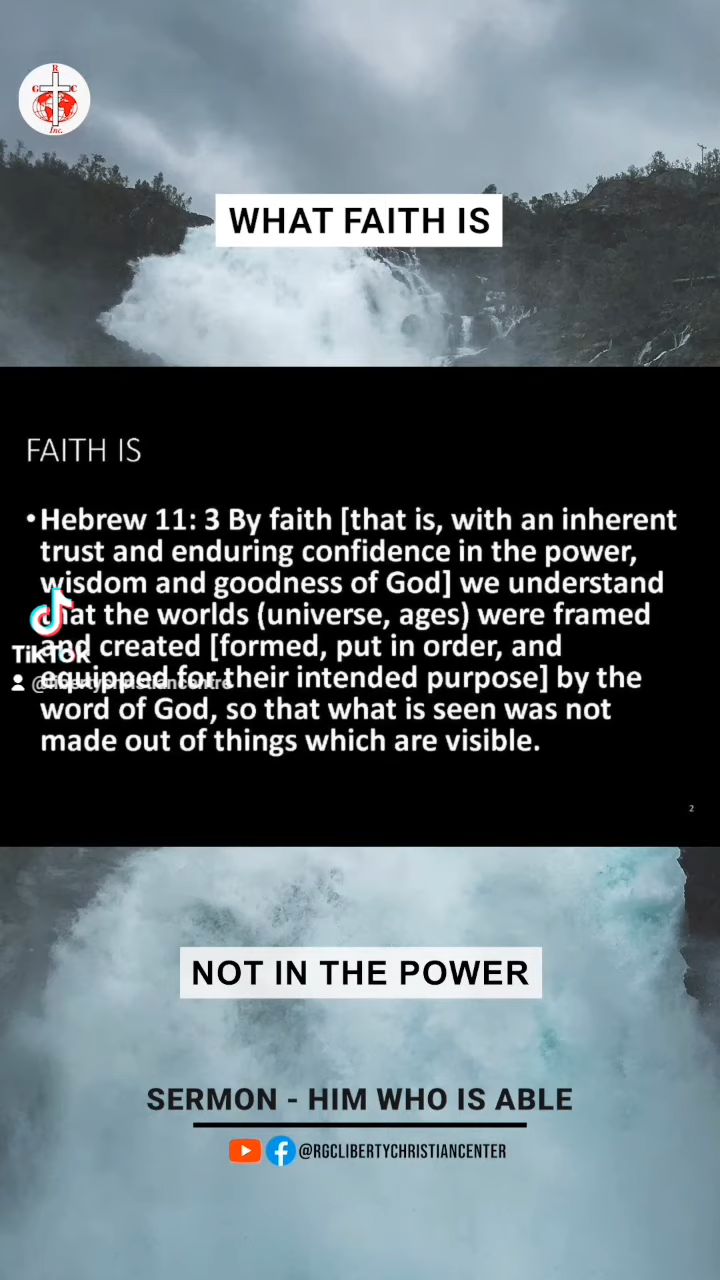 R
G C
Inc.
WHAT FAITH IS
FAITH IS
•Hebrew 11: 3 By faith [that is, with an inherent
trust and enduring confidence in the power,
wisdom and goodness of God] we understand
that the worlds (universe, ages) were framed
and created [formed, put in order, and
equipped for their intended purpose] by the
word of God, so that what is seen was not
made out of things which are visible.
TikTok
@libertychristiancentre
2
NOT IN THE POWER
SERMON - HIM WHO IS ABLE
@RGCLIBERTYCHRISTIANCENTER